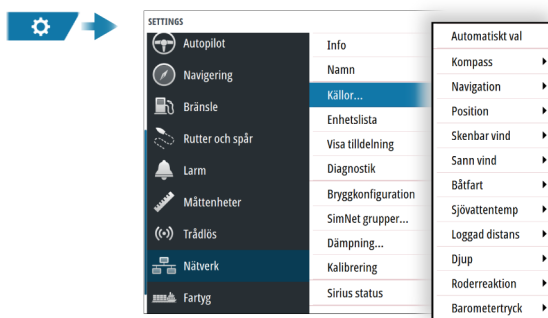 SETTINGS
Autopilot
Navigering
Bränsle
Rutter och spår
Larm
Måttenheter
Trådlös
Nätverk
Fartyg
Info
Namn
Källor...
Enhetslista
Visa tilldelning
Diagnostik
Bryggkonfiguration
SimNet grupper...
Dämpning...
Kalibrering
Sirius status
Automatiskt val
Kompass
Navigation
Position
Skenbar vind
Sann vind
Båtfart
Sjövattentemp
Loggad distans
Djup
Roderreaktion
Barometertryck